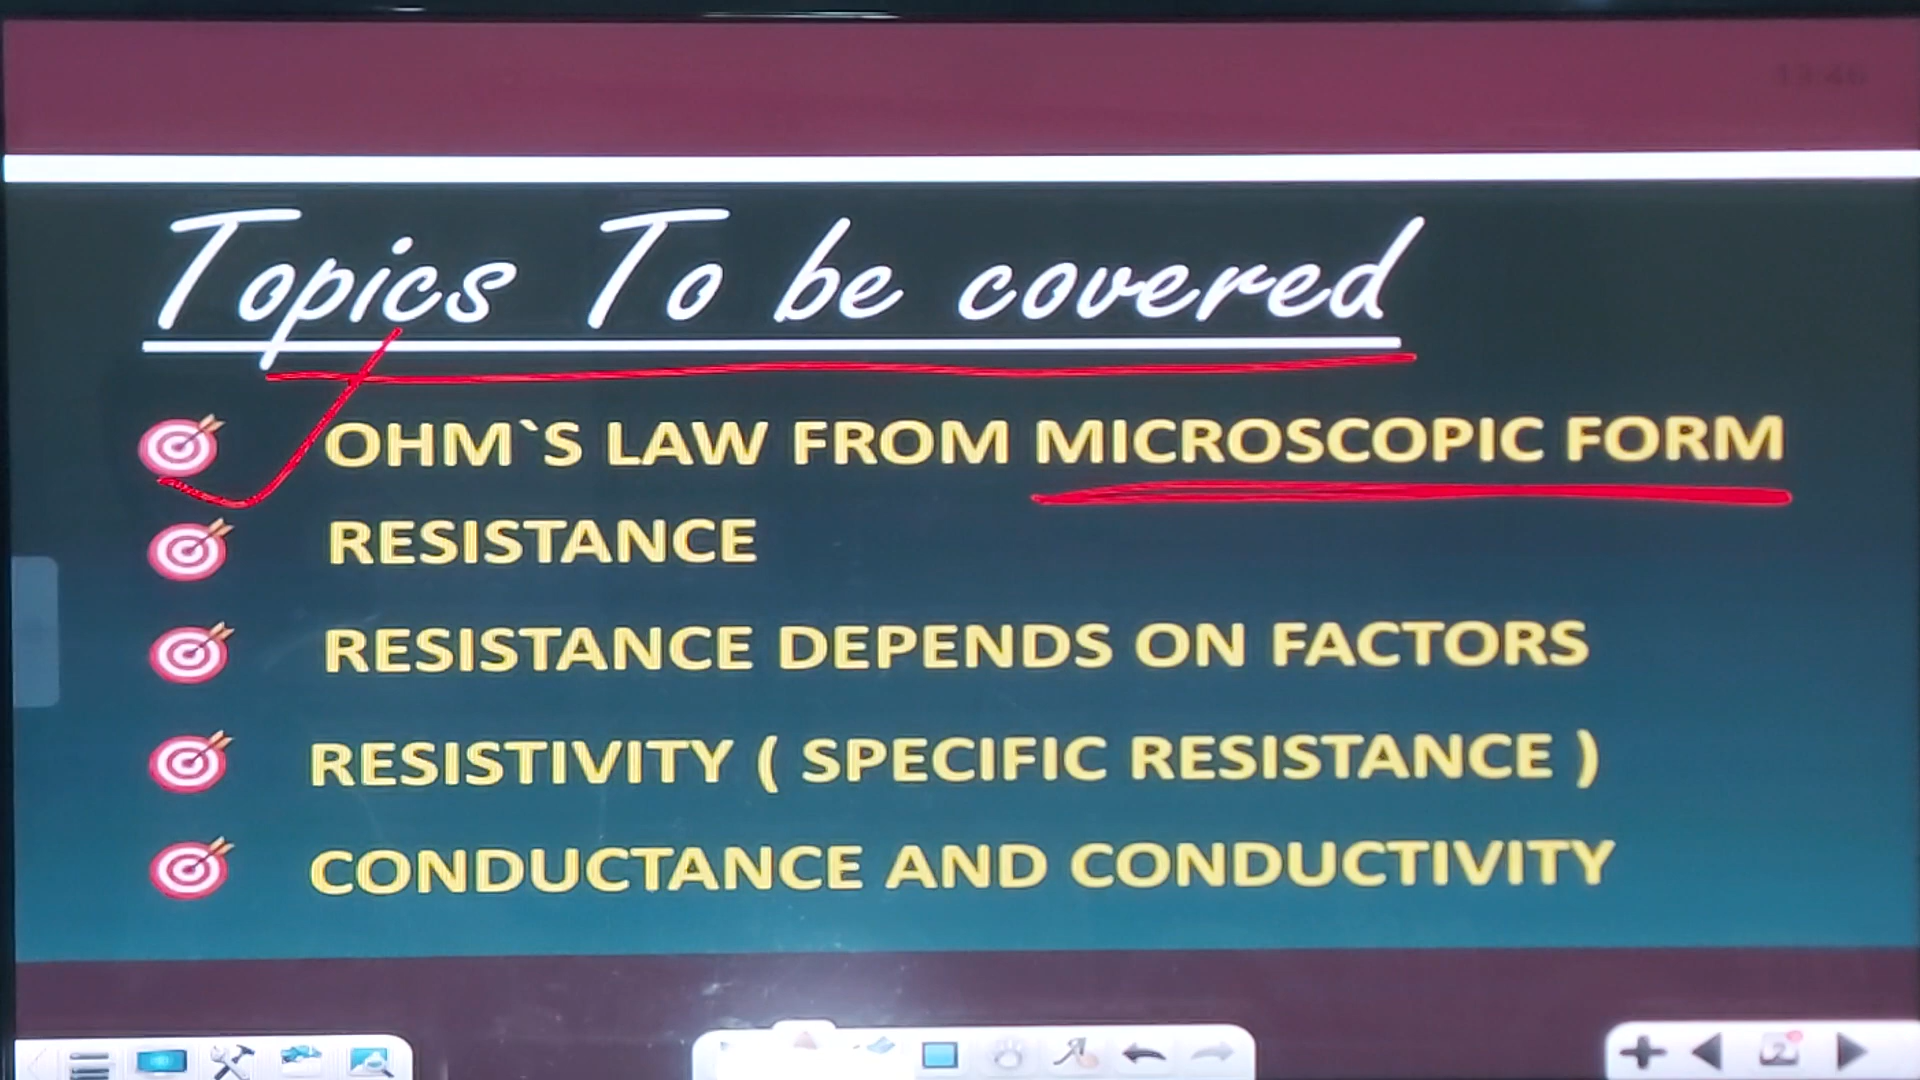 Topics To be covered
OHM`S LAW FROM MICROSCOPIC FORM
RESISTANCE
RESISTANCE DEPENDS ON FACTORS
RESISTIVITY ( SPECIFIC RESISTANCE )
CONDUCTANCE AND CONDUCTIVITY
2